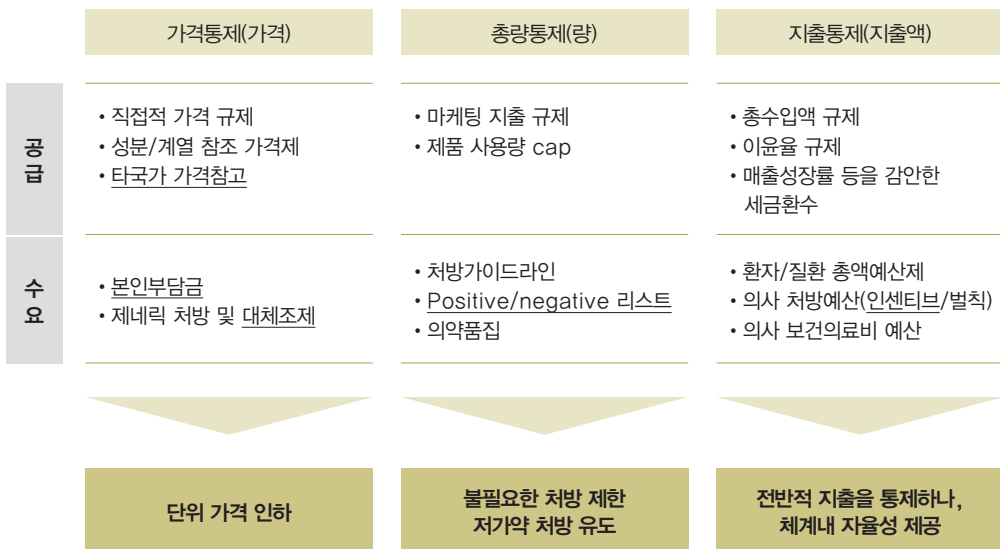 가격통제(가격)
총량통제(량)
지출통제(지출액)
공급
• 직접적 가격 규제
• 성분/계열 참조 가격제
• 타국가 가격참고
• 마케팅 지출 규제
• 제품 사용량 cap
• 총수입액 규제
• 이윤율 규제
• 매출성장률 등을 감안한
세금환수
수요
• 본인부담금
• 제네릭 처방 및 대체조제
• 처방가이드라인
• Positive/negative 리스트
• 의약품집
• 환자/질환 총액예산제
• 의사 처방예산(인센티브/벌칙)
• 의사 보건의료비 예산
단위 가격 인하
불필요한 처방 제한
저가약 처방 유도
전반적 지출을 통제하나,
체계내 자율성 제공